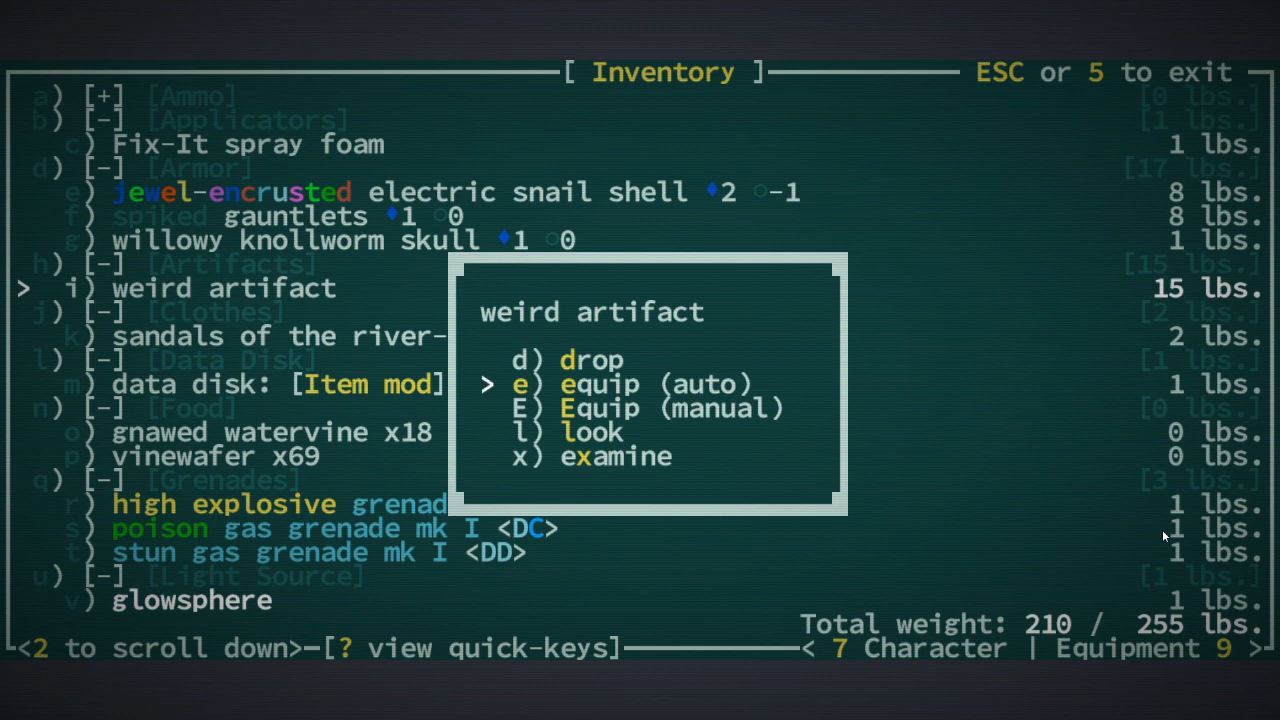 [ Inventory ] ESC or 5 to exit
a) [+] [Ammo] [0 lbs.]
b) [-] [Applicators] [1 lbs.]
c) Fix-It spray foam 1 lbs.
d) [-] [Armor] [17 lbs.]
e) jewel-encrusted electric snail shell ♦2 ○-1 8 lbs.
f) spiked gauntlets ♦1 ○0 8 lbs.
g) willowy knollworm skull ♦1 ○0 1 lbs.
h) [-] [Artifacts] [15 lbs.]
> i) weird artifact 15 lbs.
j) [-] [Clothes] [2 lbs.]
k) sandals of the river- 2 lbs.
l) [-] [Data Disk] [1 lbs.]
m) data disk: [Item mod] 1 lbs.
n) [-] [Food] [0 lbs.]
o) gnawed watervine x18 0 lbs.
p) vinewafer x69 0 lbs.
q) [-] [Grenades] [3 lbs.]
r) high explosive grenad 1 lbs.
s) poison gas grenade mk I <DC> 1 lbs.
t) stun gas grenade mk I <DD> 1 lbs.
u) [-] [Light Source] [1 lbs.]
v) glowsphere 1 lbs.
Total weight: 210 / 255 lbs.
<2 to scroll down> [? view quick-keys] < 7 Character | Equipment 9 >
weird artifact
d) drop
> e) equip (auto)
E) Equip (manual)
l) look
x) examine